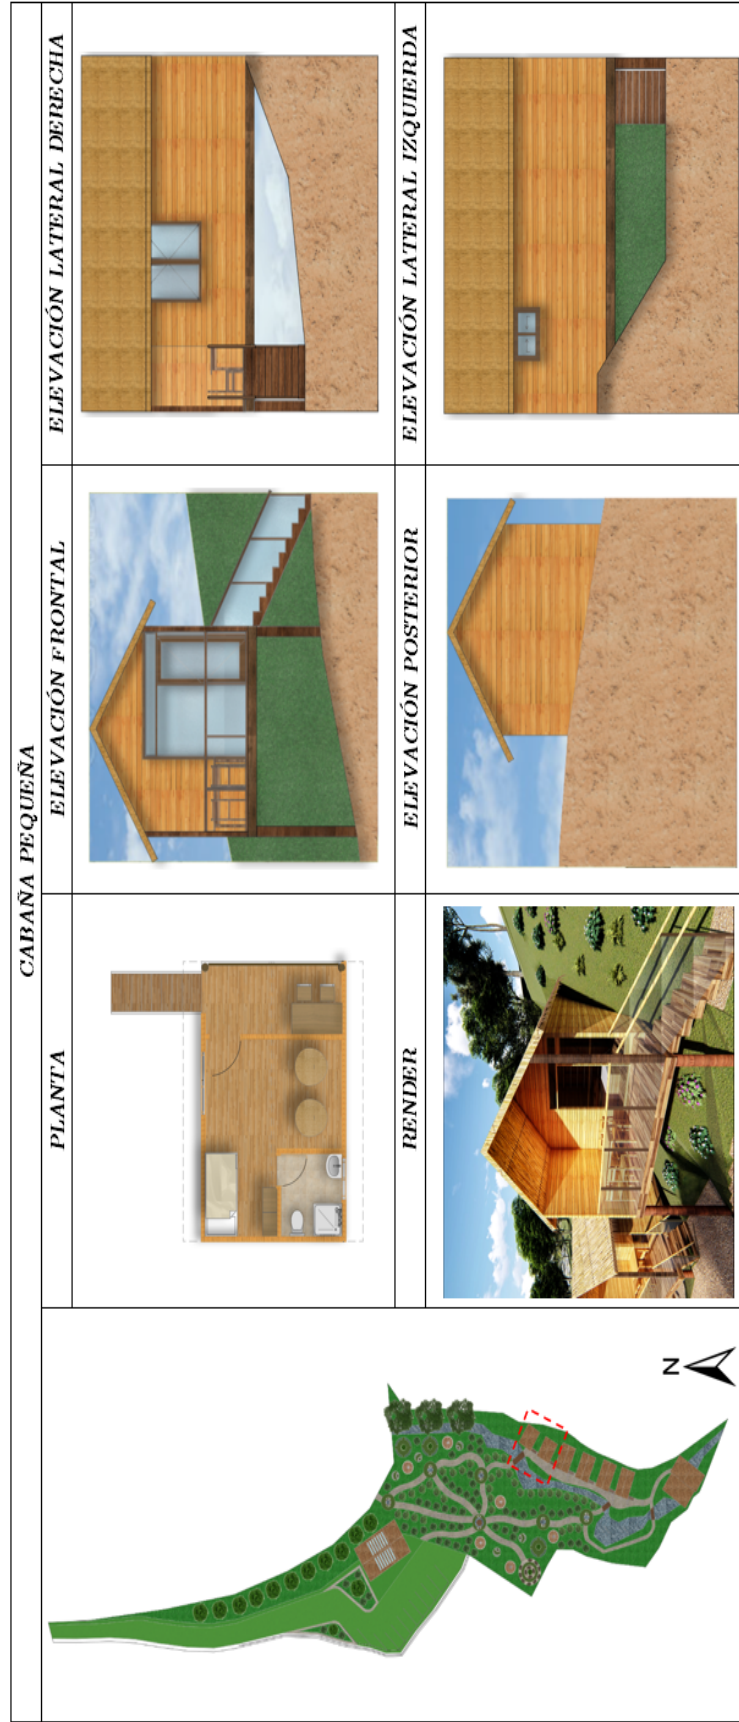 CABAÑA PEQUEÑA
PLANTA
ELEVACIÓN FRONTAL
ELEVACIÓN LATERAL DERECHA
RENDER
ELEVACIÓN POSTERIOR
ELEVACIÓN LATERAL IZQUIERDA
N